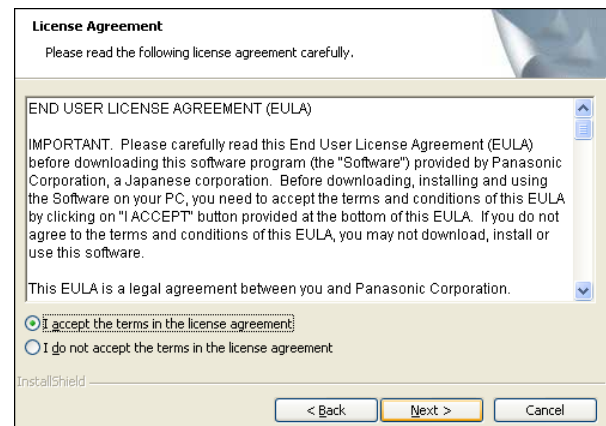 License Agreement
Please read the following license agreement carefully.
END USER LICENSE AGREEMENT (EULA)
IMPORTANT.  Please carefully read this End User License Agreement (EULA)
before downloading this software program (the "Software") provided by Panasonic
Corporation, a Japanese corporation.  Before downloading, installing and using
the Software on your PC, you need to accept the terms and conditions of this EULA
by clicking on "I ACCEPT" button provided at the bottom of this EULA.  If you do not
agree to the terms and conditions of this EULA, you may not download, install or
use this software.
This EULA is a legal agreement between you and Panasonic Corporation.
I accept the terms in the license agreement
I do not accept the terms in the license agreement
InstallShield
< Back Next > Cancel